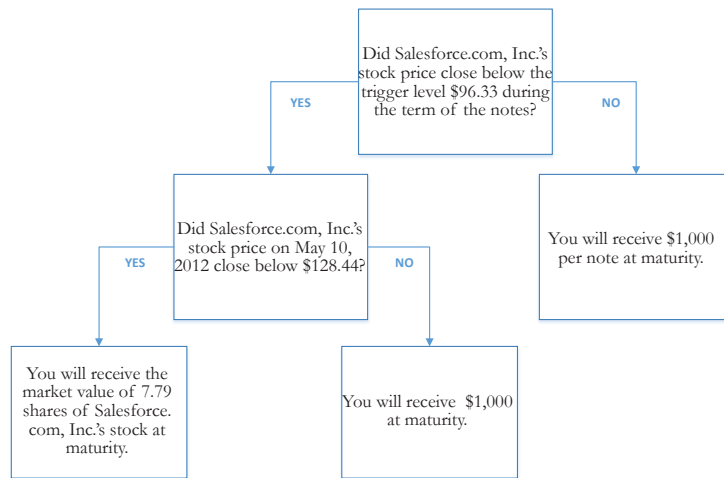 Did Salesforce.com, Inc.'s
stock price close below the
trigger level $96.33 during
the term of the notes?
YES
NO
Did Salesforce.com, Inc.'s
stock price on May 10,
2012 close below $128.44?
You will receive $1,000
per note at maturity.
YES
NO
You will receive the
market value of 7.79
shares of Salesforce.
com, Inc.'s stock at
maturity.
You will receive $1,000
at maturity.